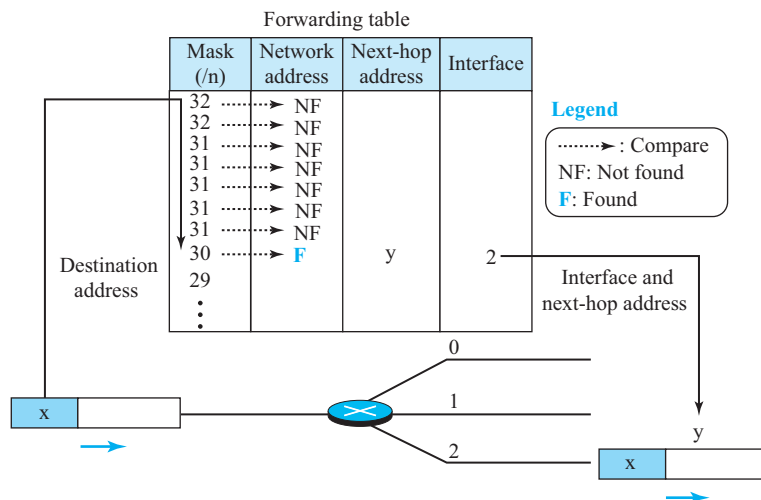 Forwarding table
Mask (/n) Network address Next-hop address Interface
32 NF
32 NF
31 NF
31 NF
31 NF
31 NF
31 NF
30 F y 2
29
Destination address
Legend
: Compare
NF: Not found
F: Found
Interface and
next-hop address
0
1
2
x
y
x